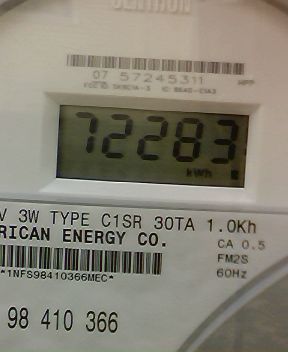 CENTRON
07 57245311
72283
kWh
V 3W TYPE C1SR 30TA 1.0Kh
RICAN ENERGY CO.
CA 0.5
FM2S
*1NFS98410366MEC*
60Hz
98 410 366